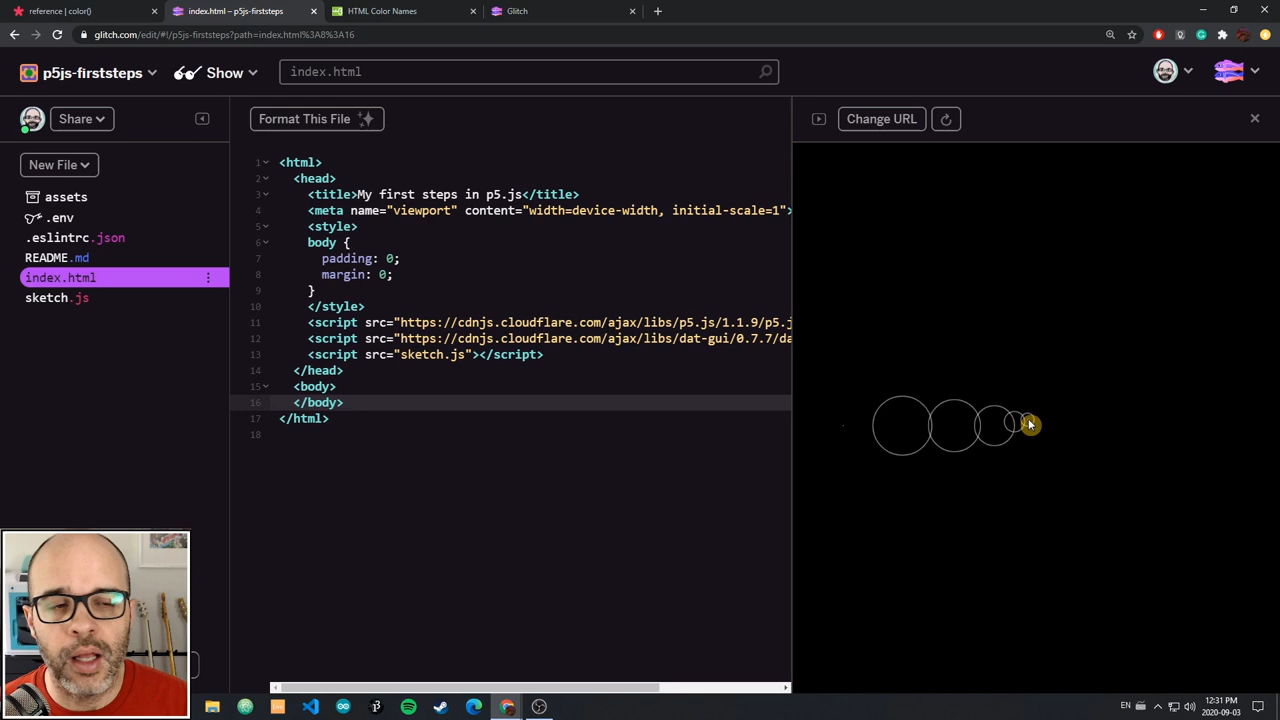 reference | color()
index.html – p5js-firststeps
HTML Color Names
Glitch
glitch.com/edit/#!/p5js-firststeps?path=index.html%3A8%3A16
p5js-firststeps
Show
index.html
Share
Format This File
Change URL
New File
assets
.env
.eslintrc.json
README.md
index.html
sketch.js
1 <html>
2 <head>
3 <title>My first steps in p5.js</title>
4 <meta name="viewport" content="width=device-width, initial-scale=1">
5 <style>
6 body {
7 padding: 0;
8 margin: 0;
9 }
10 </style>
11 <script src="https://cdnjs.cloudflare.com/ajax/libs/p5.js/1.1.9/p5.j
12 <script src="https://cdnjs.cloudflare.com/ajax/libs/dat-gui/0.7.7/da
13 <script src="sketch.js"></script>
14 </head>
15 <body>
16 </body>
17 </html>
18
EN
12:31 PM
2020-09-03